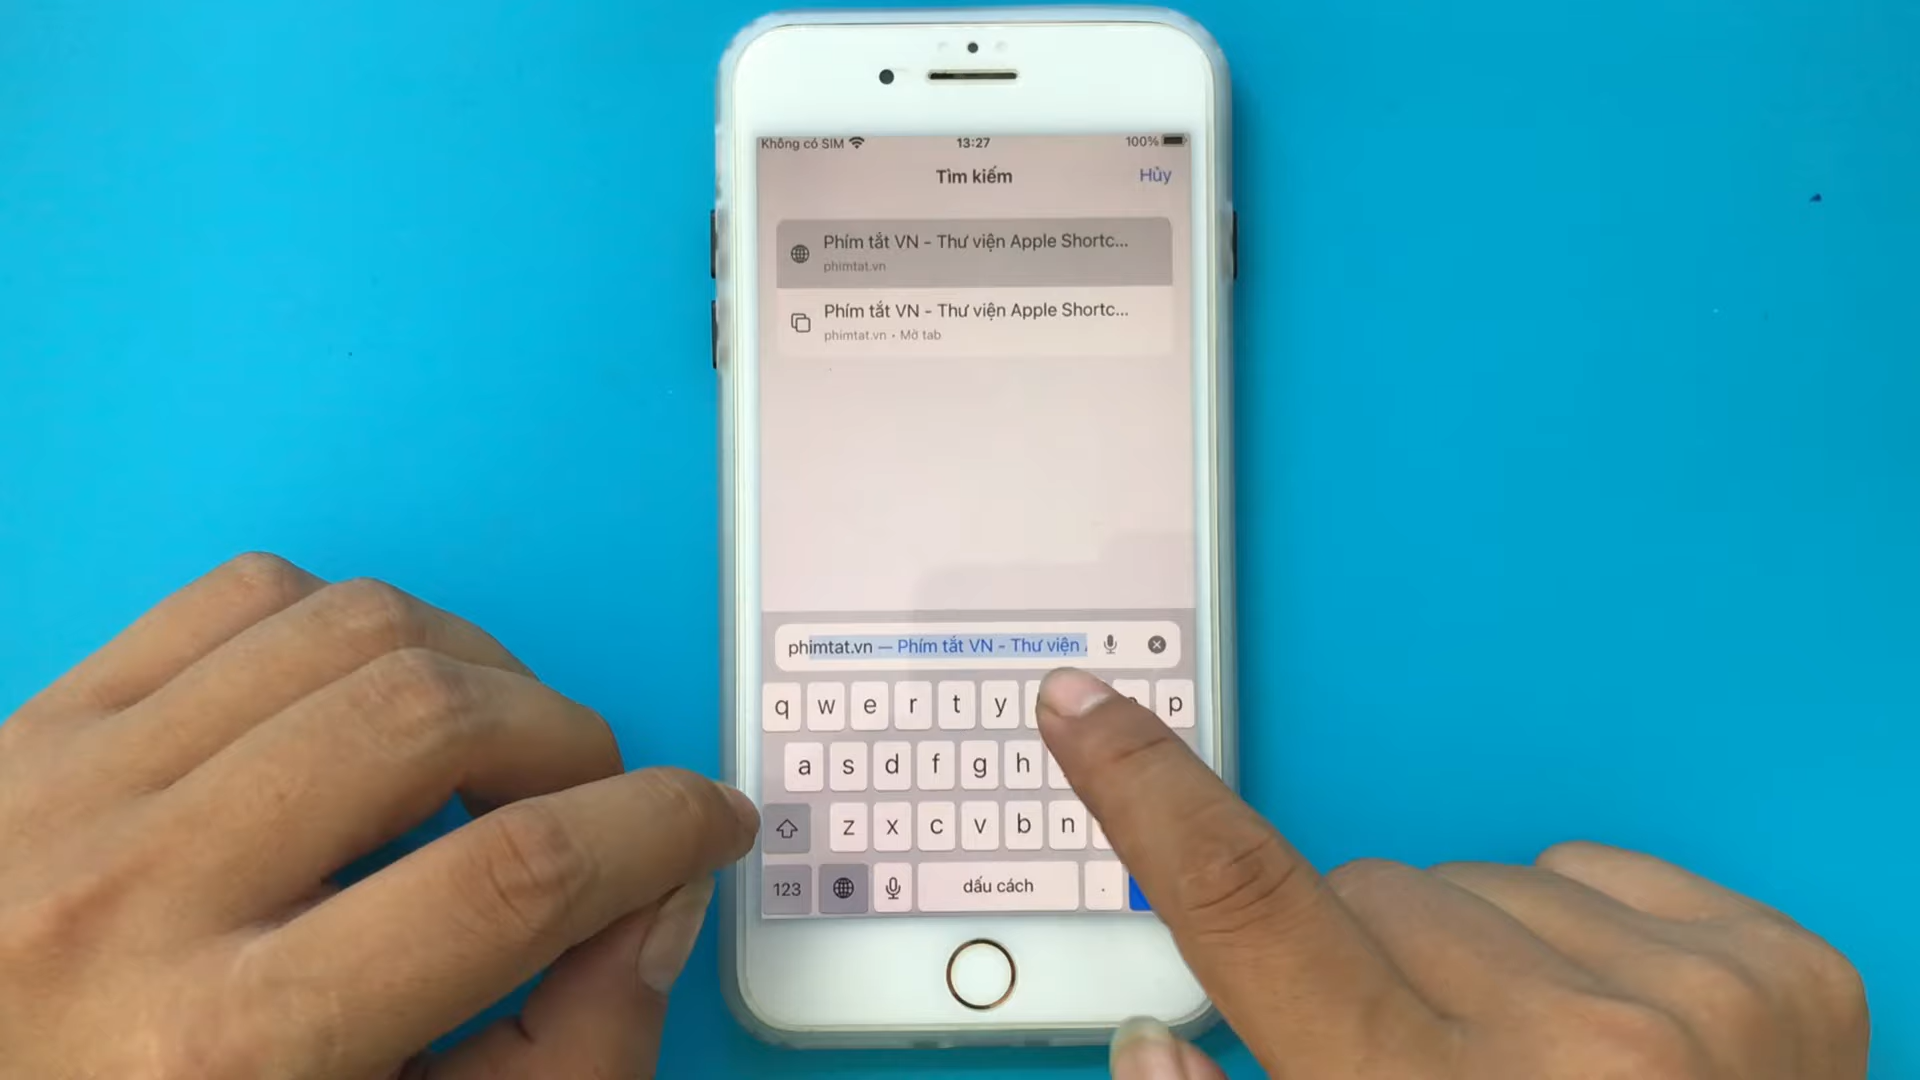 Không có SIM 13:27 100%
Tìm kiếm Hủy
Phím tắt VN - Thư viện Apple Shortc...
phimtat.vn
Phím tắt VN - Thư viện Apple Shortc...
phimtat.vn • Mở tab
phimtat.vn — Phím tắt VN - Thư viện
q w e r t y p
a s d f g h
z x c v b n
123 dấu cách .